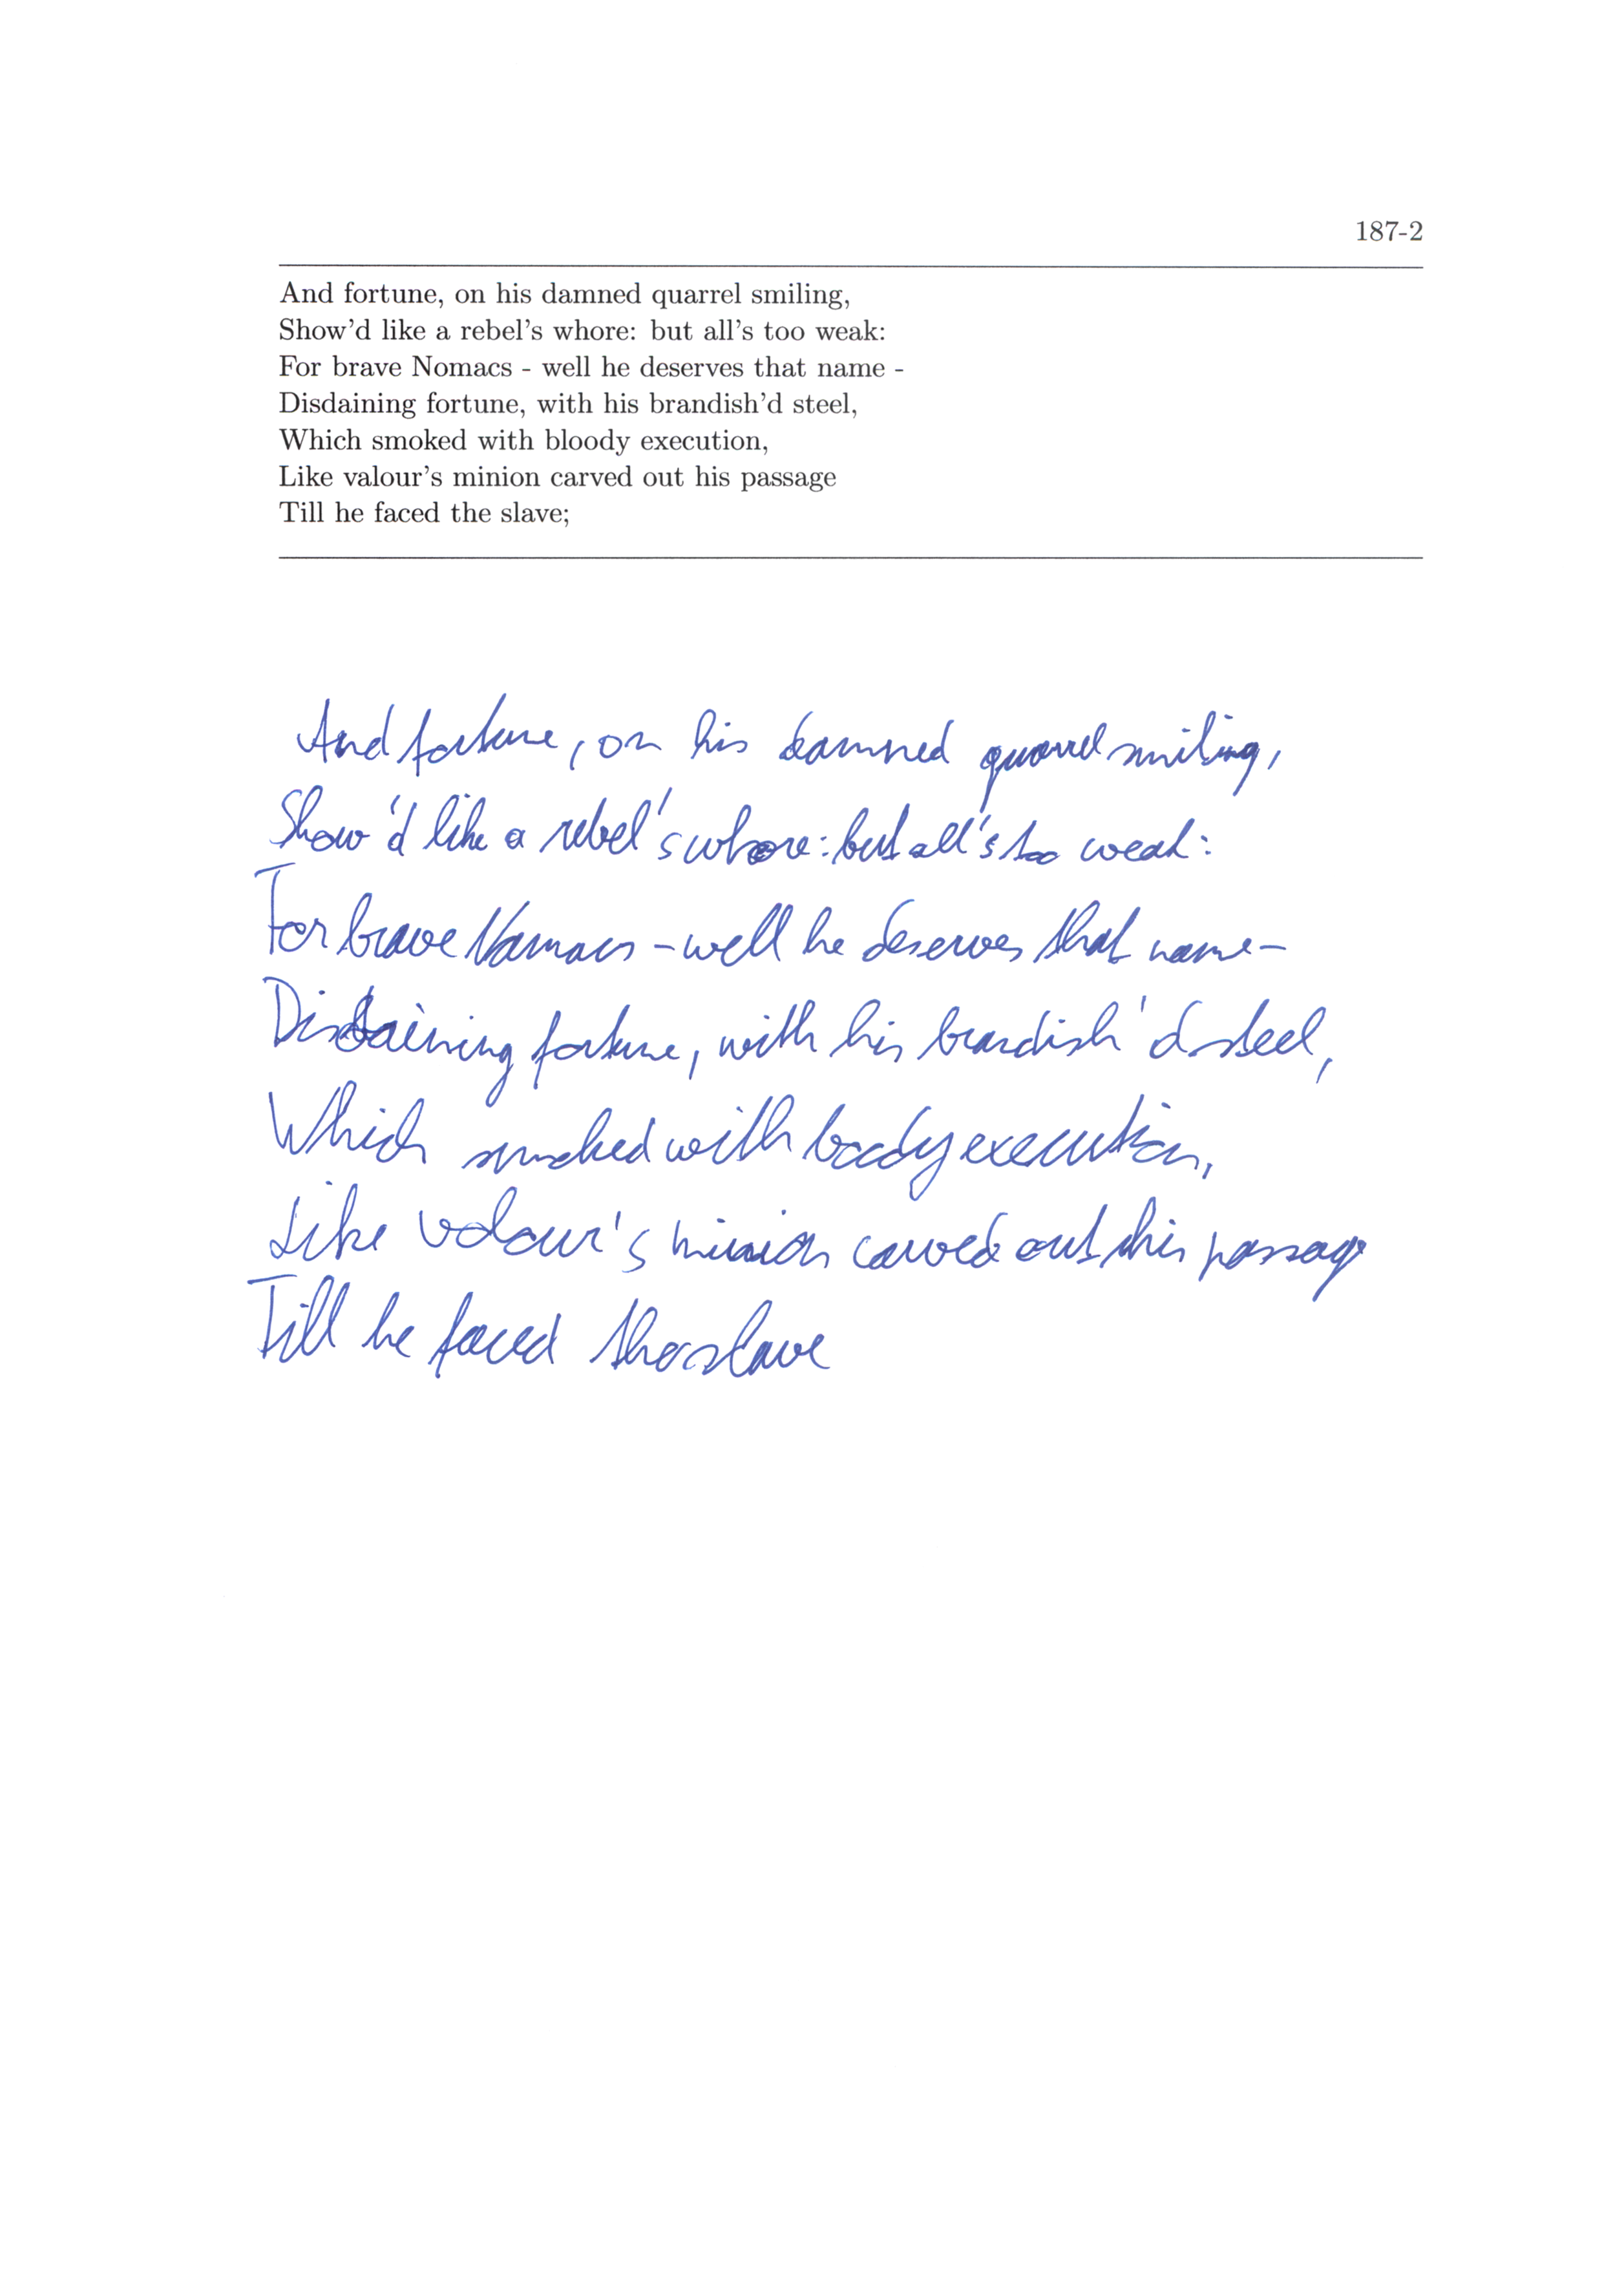 187-2
And fortune, on his damned quarrel smiling,
Show'd like a rebel's whore: but all's too weak:
For brave Nomacs - well he deserves that name -
Disdaining fortune, with his brandish'd steel,
Which smoked with bloody execution,
Like valour's minion carved out his passage
Till he faced the slave;
And fortune, on his damned quarrel smiling,
Show'd like a rebel's whore: but all's too weak:
For brave Nomacs - well he deserves that name -
Disdaining fortune, with his brandish'd steel,
Which smoked with boody execution,
Like valour's minion carved out his passage
Till he faced the slave